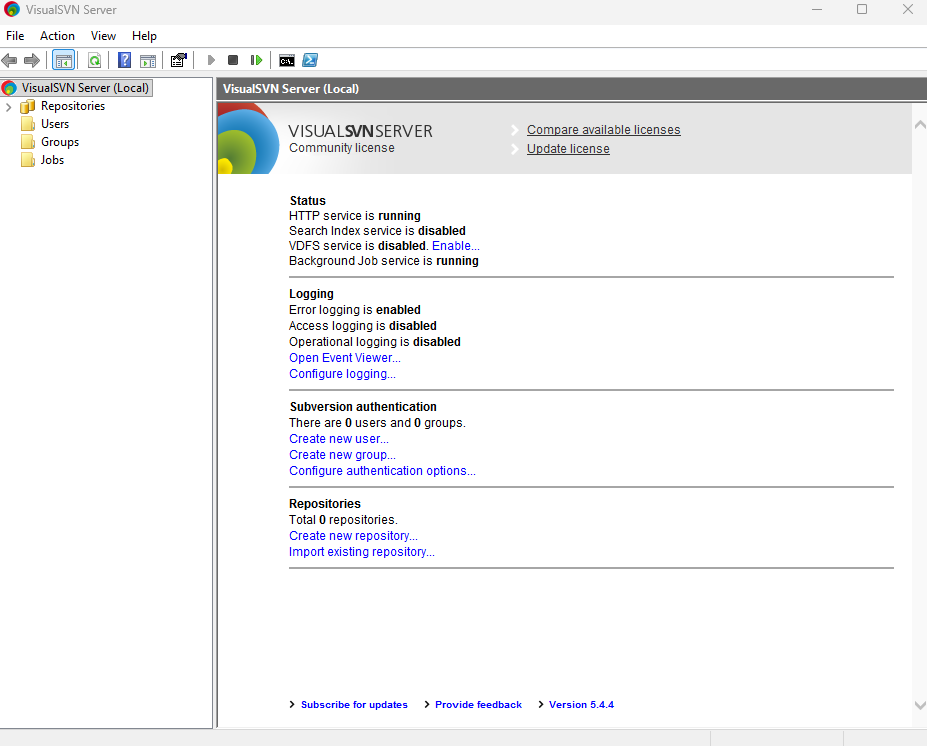 VisualSVN Server
File Action View Help
VisualSVN Server (Local)
Repositories
Users
Groups
Jobs
VisualSVN Server (Local)
VISUALSVNSERVER
Community license
Compare available licenses
Update license
Status
HTTP service is running
Search Index service is disabled
VDFS service is disabled. Enable...
Background Job service is running
Logging
Error logging is enabled
Access logging is disabled
Operational logging is disabled
Open Event Viewer...
Configure logging...
Subversion authentication
There are 0 users and 0 groups.
Create new user...
Create new group...
Configure authentication options...
Repositories
Total 0 repositories.
Create new repository...
Import existing repository...
Subscribe for updates Provide feedback Version 5.4.4